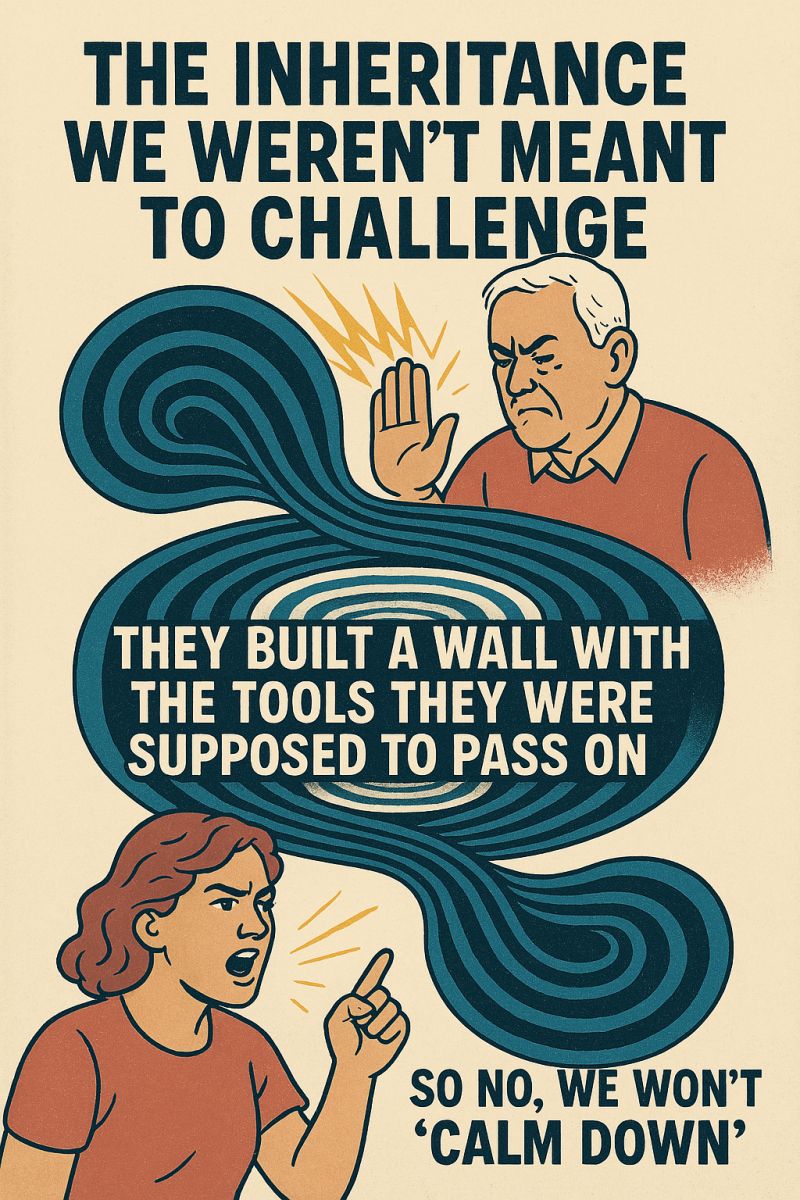 THE INHERITANCE
WE WEREN'T MEANT
TO CHALLENGE
THEY BUILT A WALL WITH
THE TOOLS THEY WERE
SUPPOSED TO PASS ON
SO NO, WE WON'T
‘CALM DOWN’